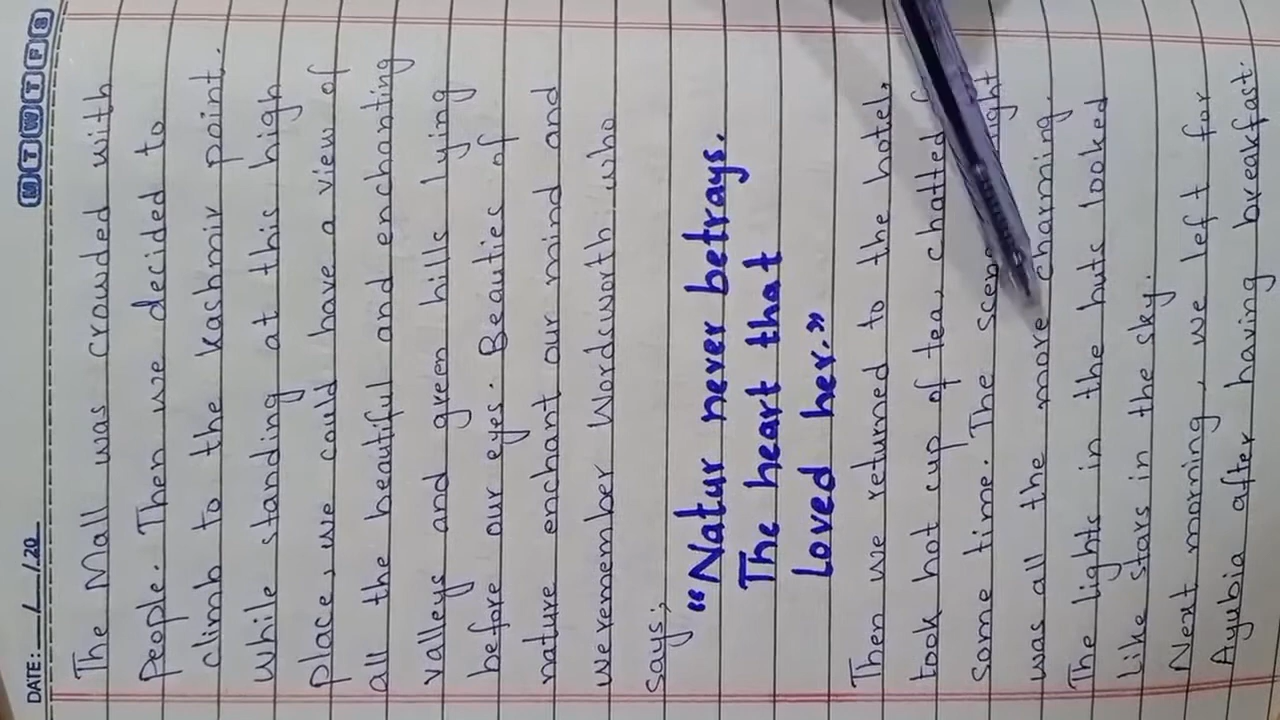 DATE: __/__/20__
M T W T F S
The Mall was crowded with
People. Then we decided to
climb to the Kashmir point.
While standing at this high
Place, we could have a view of
all the beautiful and enchanting
valleys and green hills lying
before our eyes. Beauties of
nature enchant our mind and
we remember Wordsworth who
says;
"Natur never betrays.
The heart that
Loved her."
Then we returned to the hotel,
took hot cup of tea, chatted
Some time. The
was all the more charming.
The lights in the huts looked
Like stars in the sky.
Next morning, we left for
Ayubia after having breakfast.